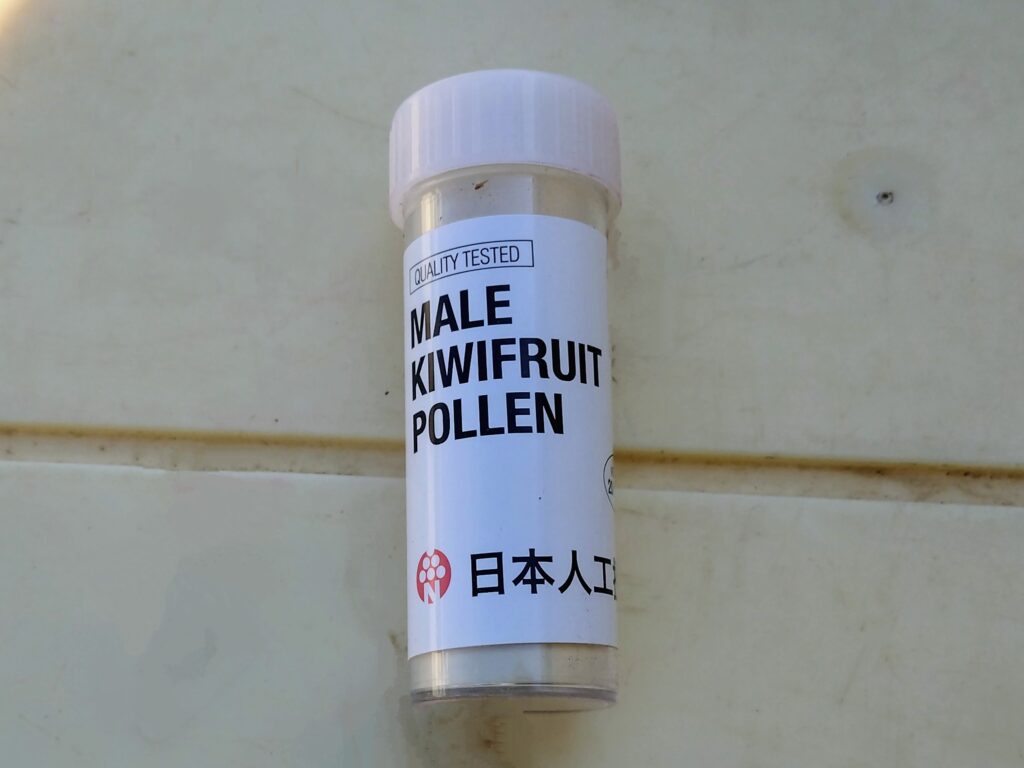 QUALITY TESTED
MALE
KIWIFRUIT
POLLEN
N
日本人工